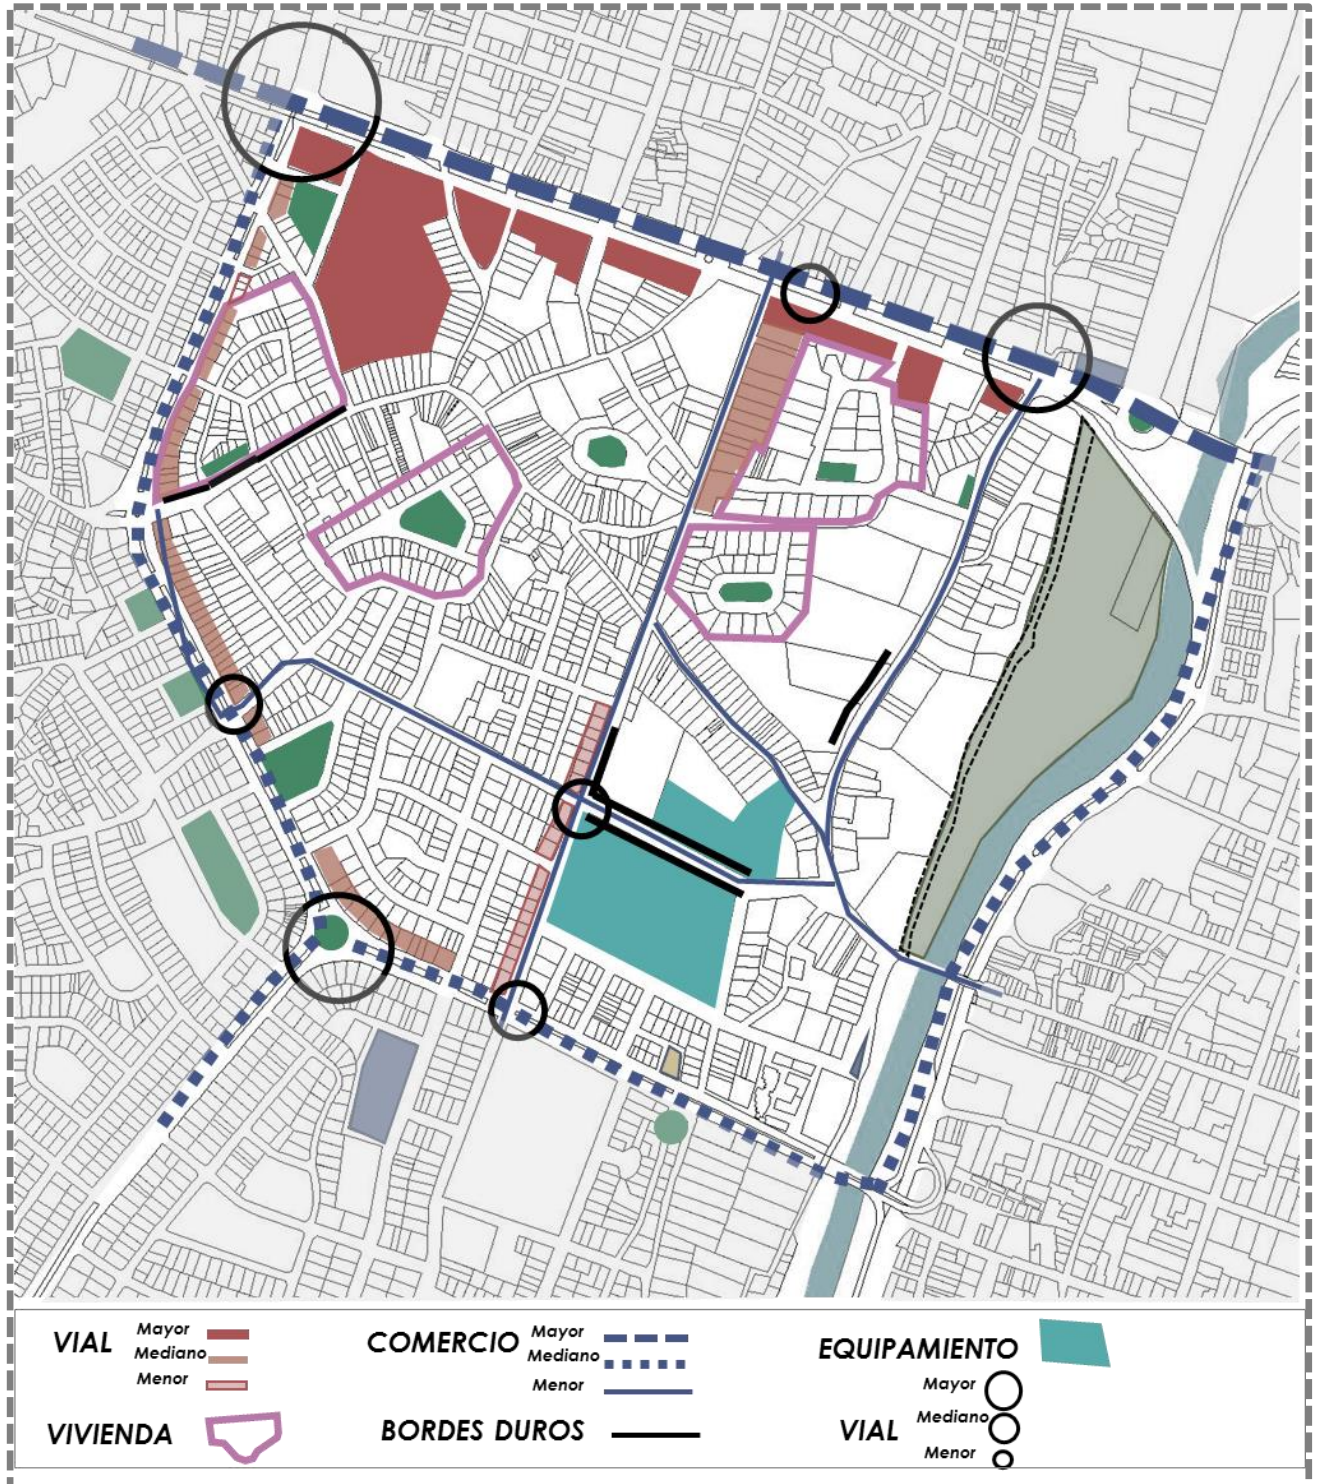 VIAL
Mayor
Mediano
Menor
COMERCIO
Mayor
Mediano
Menor
EQUIPAMIENTO
VIVIENDA
BORDES DUROS
VIAL
Mayor
Mediano
Menor